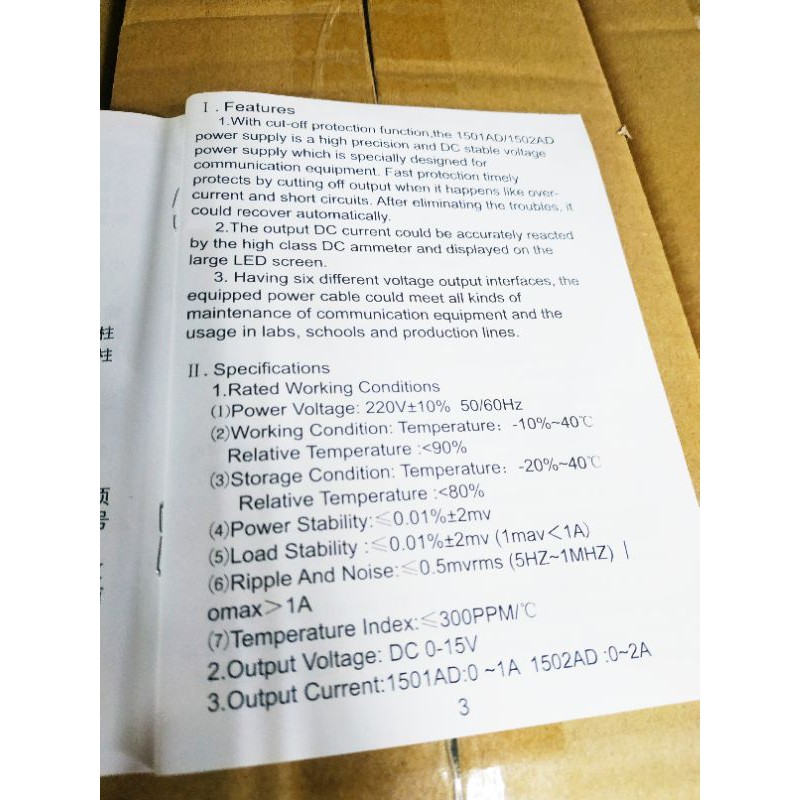 柱
柱
I . Features
1.With cut-off protection function,the 1501AD/1502AD
power supply is a high precision and DC stable voltage
power supply which is specially designed for
communication equipment. Fast protection timely
protects by cutting off output when it happens like over-
current and short circuits. After eliminating the troubles, it
could recover automatically.
2.The output DC current could be accurately reacted
by the high class DC ammeter and displayed on the
large LED screen.
3. Having six different voltage output interfaces, the
equipped power cable could meet all kinds of
maintenance of communication equipment and the
usage in labs, schools and production lines.
II . Specifications
1.Rated Working Conditions
(1)Power Voltage: 220V±10% 50/60Hz
(2)Working Condition: Temperature: -10%~40℃
Relative Temperature :<90%
(3)Storage Condition: Temperature: -20%~40℃
Relative Temperature :<80%
(4)Power Stability:≤0.01%±2mv
(5)Load Stability :≤0.01%±2mv (1mav<1A)
(6)Ripple And Noise:≤0.5mvrms (5HZ~1MHZ) I
omax>1A
(7)Temperature Index:≤300PPM/℃
2.Output Voltage: DC 0-15V
3.Output Current:1501AD:0 ~1A 1502AD :0~2A
3